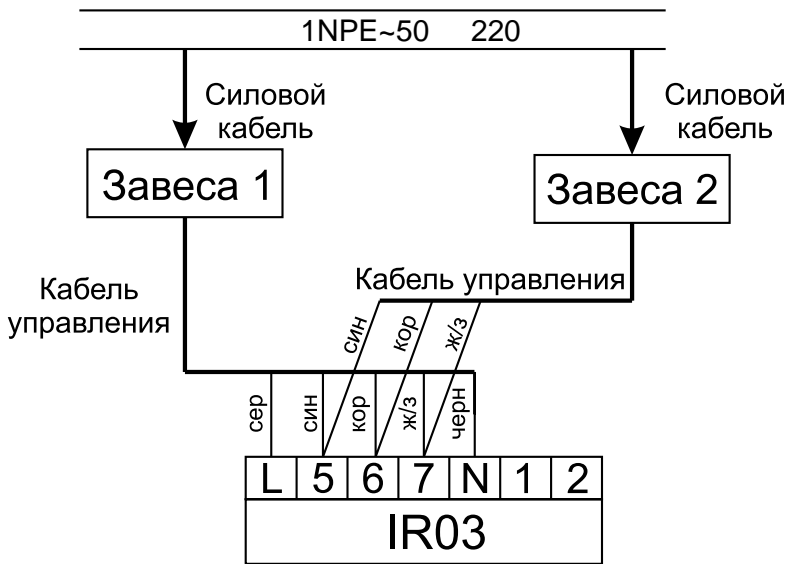 1NPE~50 220
Силовой
кабель
Силовой
кабель
Завеса 1
Завеса 2
Кабель
управления
Кабель управления
син
кор
ж/з
сер
син
кор
ж/з
черн
L 5 6 7 N 1 2
IR03